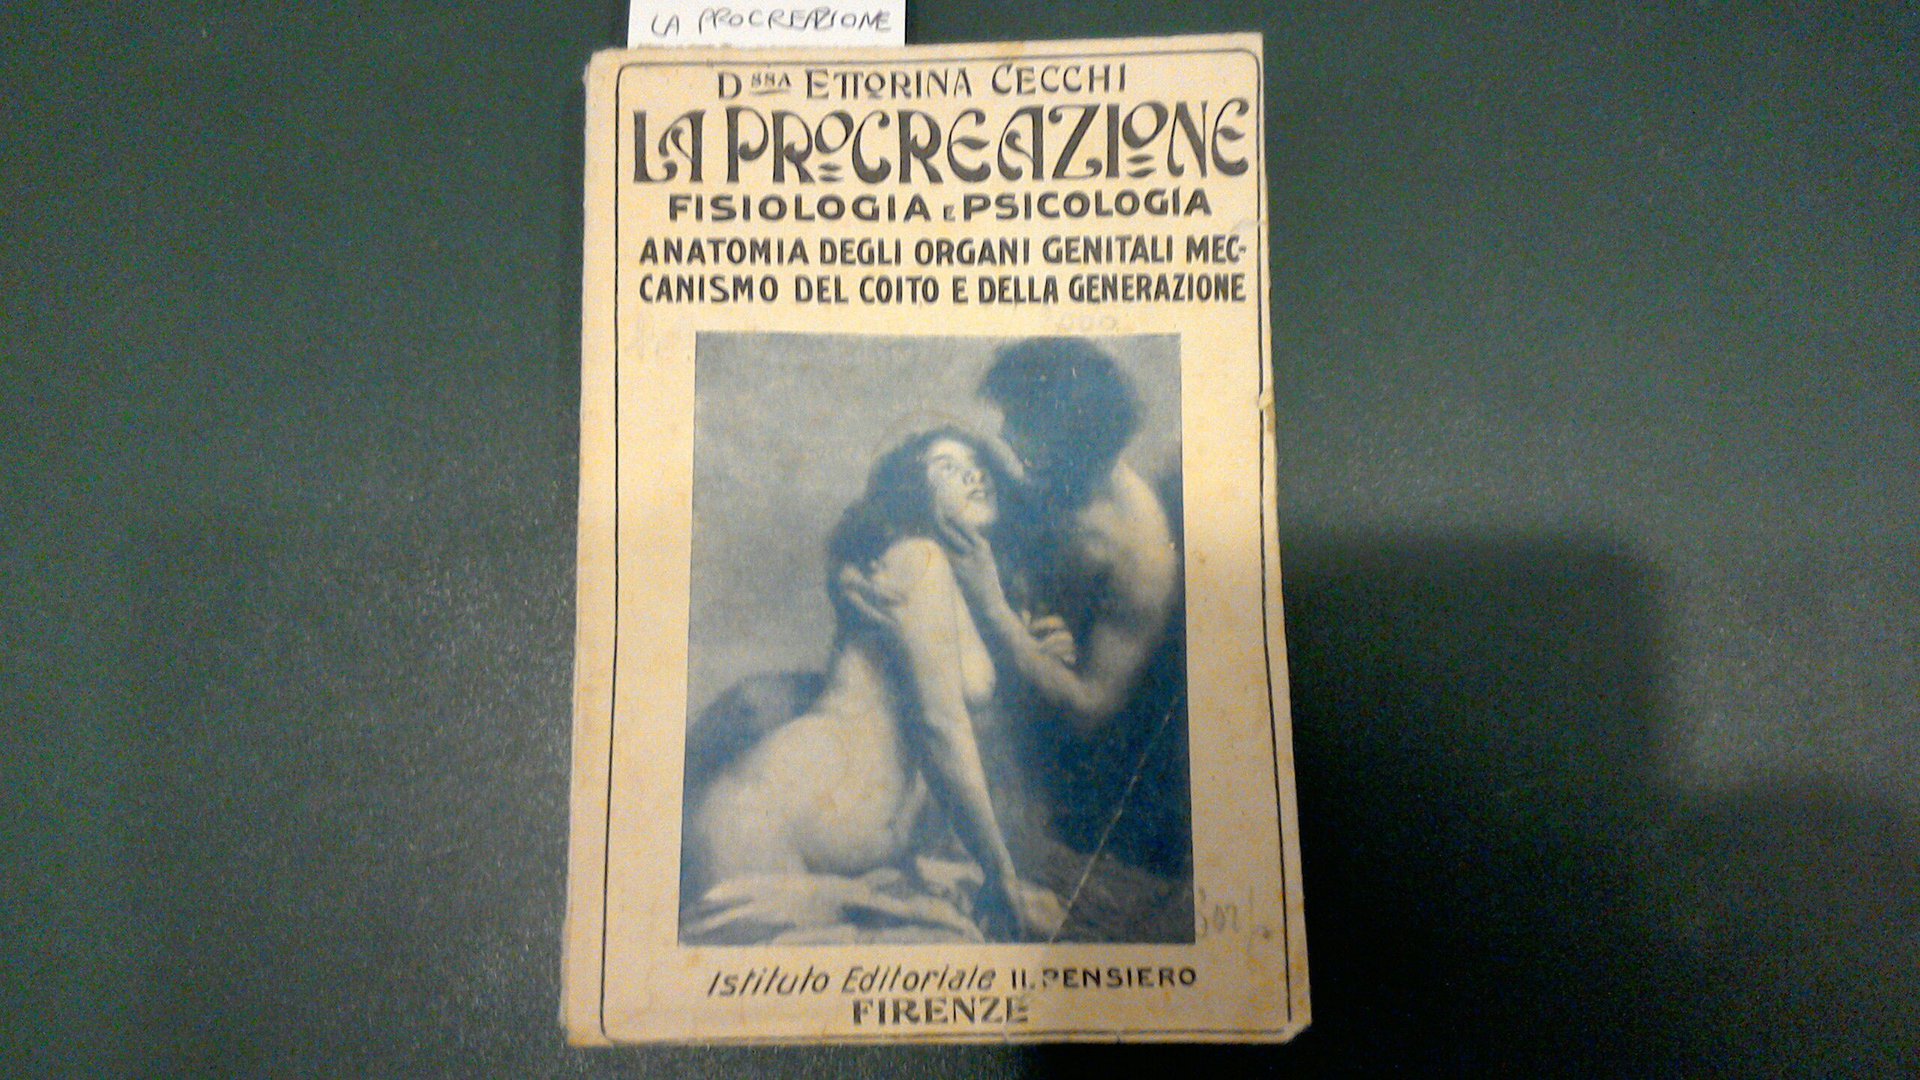 LA PROCREAZIONE
Dssa ETTORINA CECCHI
LA PROCREAZIONE
FISIOLOGIA E PSICOLOGIA
ANATOMIA DEGLI ORGANI GENITALI MEC-
CANISMO DEL COITO E DELLA GENERAZIONE
Istituto Editoriale IL PENSIERO
FIRENZE